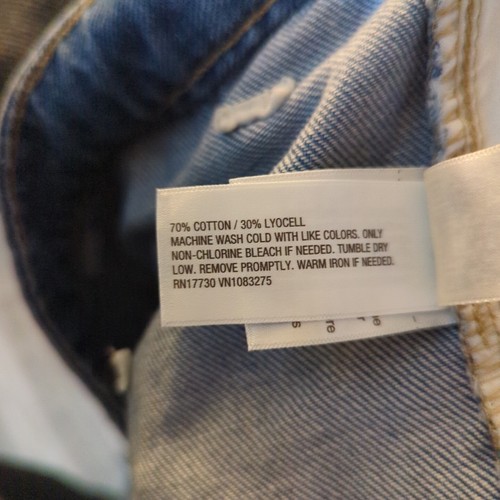 70% COTTON / 30% LYOCELL
MACHINE WASH COLD WITH LIKE COLORS. ONLY
NON-CHLORINE BLEACH IF NEEDED. TUMBLE DRY
LOW. REMOVE PROMPTLY. WARM IRON IF NEEDED.
RN17730 VN1083275